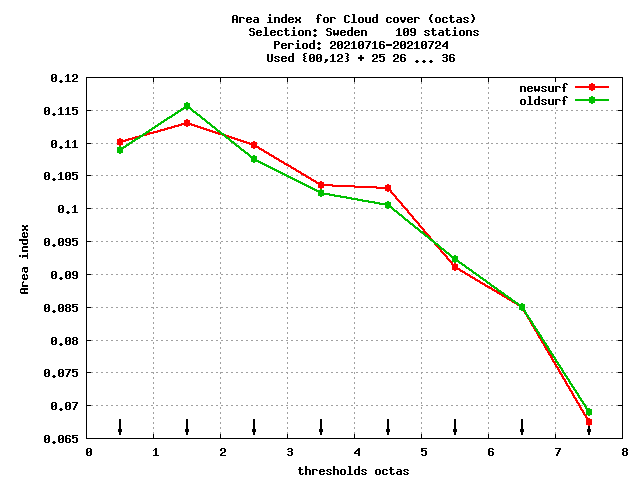 Area index  for Cloud cover (octas)
Selection: Sweden    109 stations
Period: 20210716-20210724
Used {00,12} + 25 26 ... 36
newsurf
oldsurf
0.12
0.115
0.11
0.105
0.1
0.095
0.09
0.085
0.08
0.075
0.07
0.065
Area index
0 1 2 3 4 5 6 7 8
thresholds octas